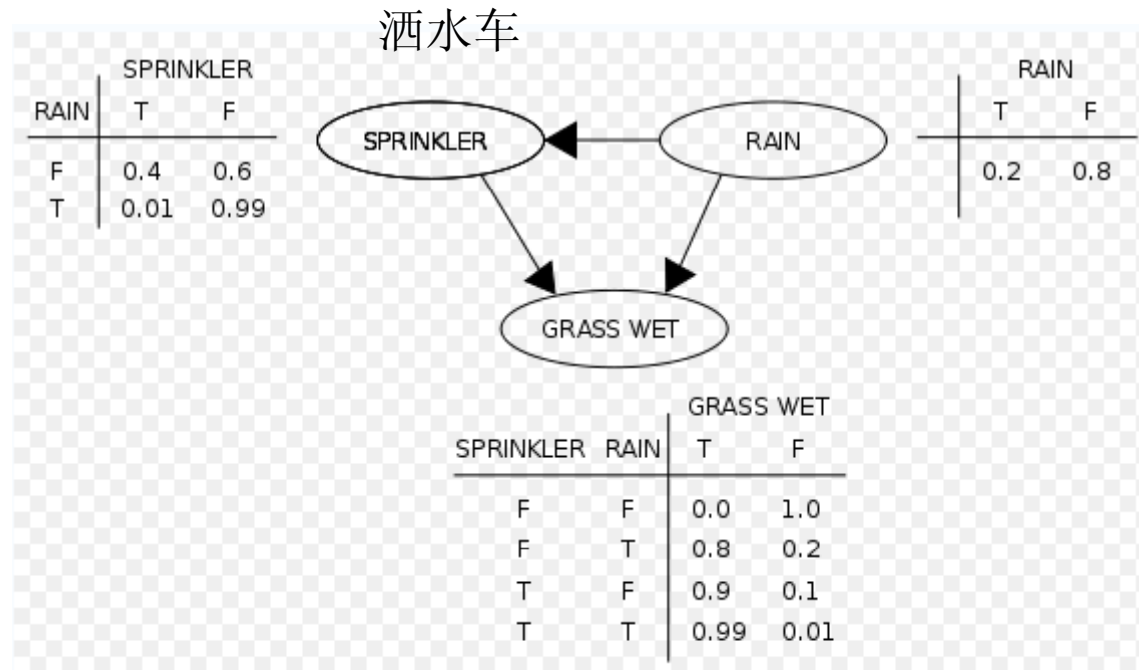 洒水车
SPRINKLER
RAIN T F
F 0.4 0.6
T 0.01 0.99
SPRINKLER
RAIN
RAIN
T F
0.2 0.8
GRASS WET
GRASS WET
SPRINKLER RAIN T F
F F 0.0 1.0
F T 0.8 0.2
T F 0.9 0.1
T T 0.99 0.01